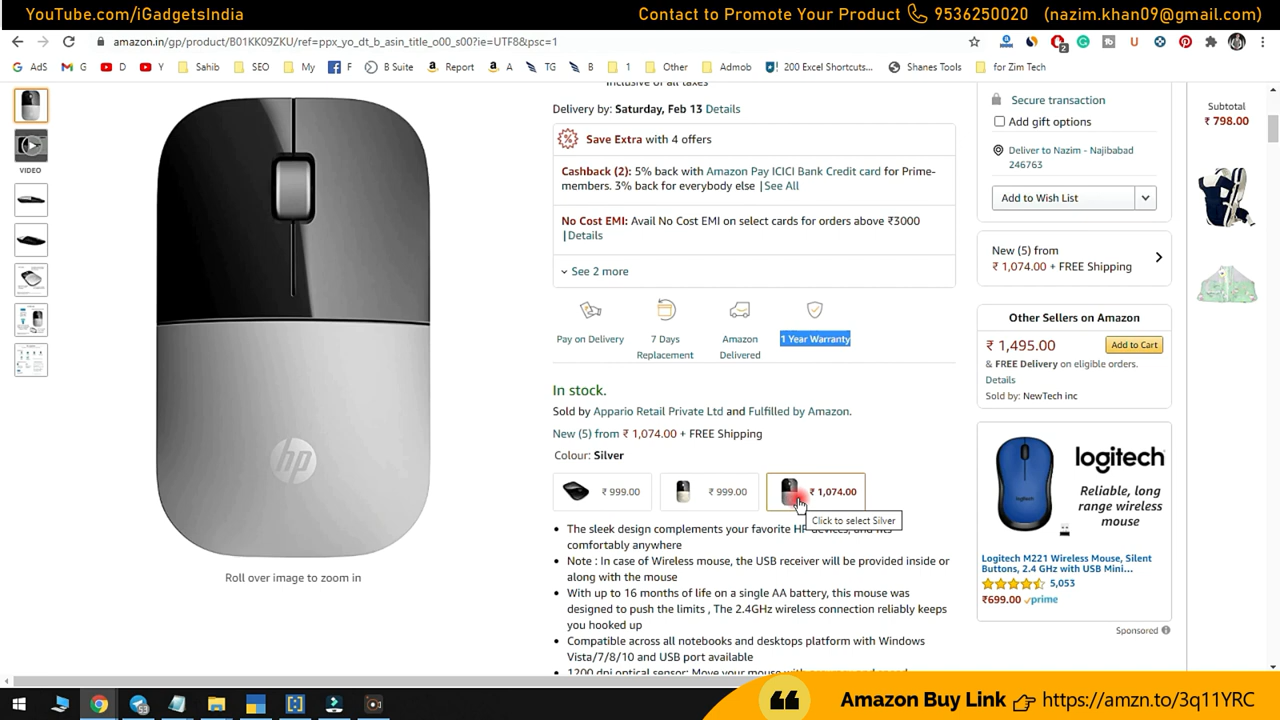 YouTube.com/iGadgetsIndia
Contact to Promote Your Product 9536250020 (nazim.khan09@gmail.com)
amazon.in/gp/product/B01KK09ZKU/ref=ppx_yo_dt_b_asin_title_o00_s00?ie=UTF8&psc=1
AdS G D Y Sahib SEO My F B Suite Report A TG B 1 Other Admob 200 Excel Shortcuts... Shanes Tools for Zim Tech
VIDEO
hp
Roll over image to zoom in
Inclusive of all taxes
Delivery by: Saturday, Feb 13 Details
Save Extra with 4 offers
Cashback (2): 5% back with Amazon Pay ICICI Bank Credit card for Prime-
members. 3% back for everybody else |See All
No Cost EMI: Avail No Cost EMI on select cards for orders above ₹3000
|Details
See 2 more
Pay on Delivery
7 Days
Replacement
Amazon
Delivered
1 Year Warranty
In stock.
Sold by Appario Retail Private Ltd and Fulfilled by Amazon.
New (5) from ₹ 1,074.00 + FREE Shipping
Colour: Silver
₹ 999.00 ₹ 999.00 ₹ 1,074.00
Click to select Silver
The sleek design complements your favorite HP devices, and fits
comfortably anywhere
Note : In case of Wireless mouse, the USB receiver will be provided inside or
along with the mouse
With up to 16 months of life on a single AA battery, this mouse was
designed to push the limits , The 2.4GHz wireless connection reliably keeps
you hooked up
Compatible across all notebooks and desktops platform with Windows
Vista/7/8/10 and USB port available
1200 dpi optical sensor: Move your mouse with
Secure transaction
Add gift options
Deliver to Nazim - Najibabad
246763
Add to Wish List
New (5) from
₹ 1,074.00 + FREE Shipping
Other Sellers on Amazon
₹ 1,495.00 Add to Cart
& FREE Delivery on eligible orders.
Details
Sold by: NewTech inc
logitech
Reliable, long
range wireless
mouse
Logitech M221 Wireless Mouse, Silent
Buttons, 2.4 GHz with USB Mini...
5,053
₹699.00 prime
Sponsored
Subtotal
₹ 798.00
Amazon Buy Link https://amzn.to/3q11YRC